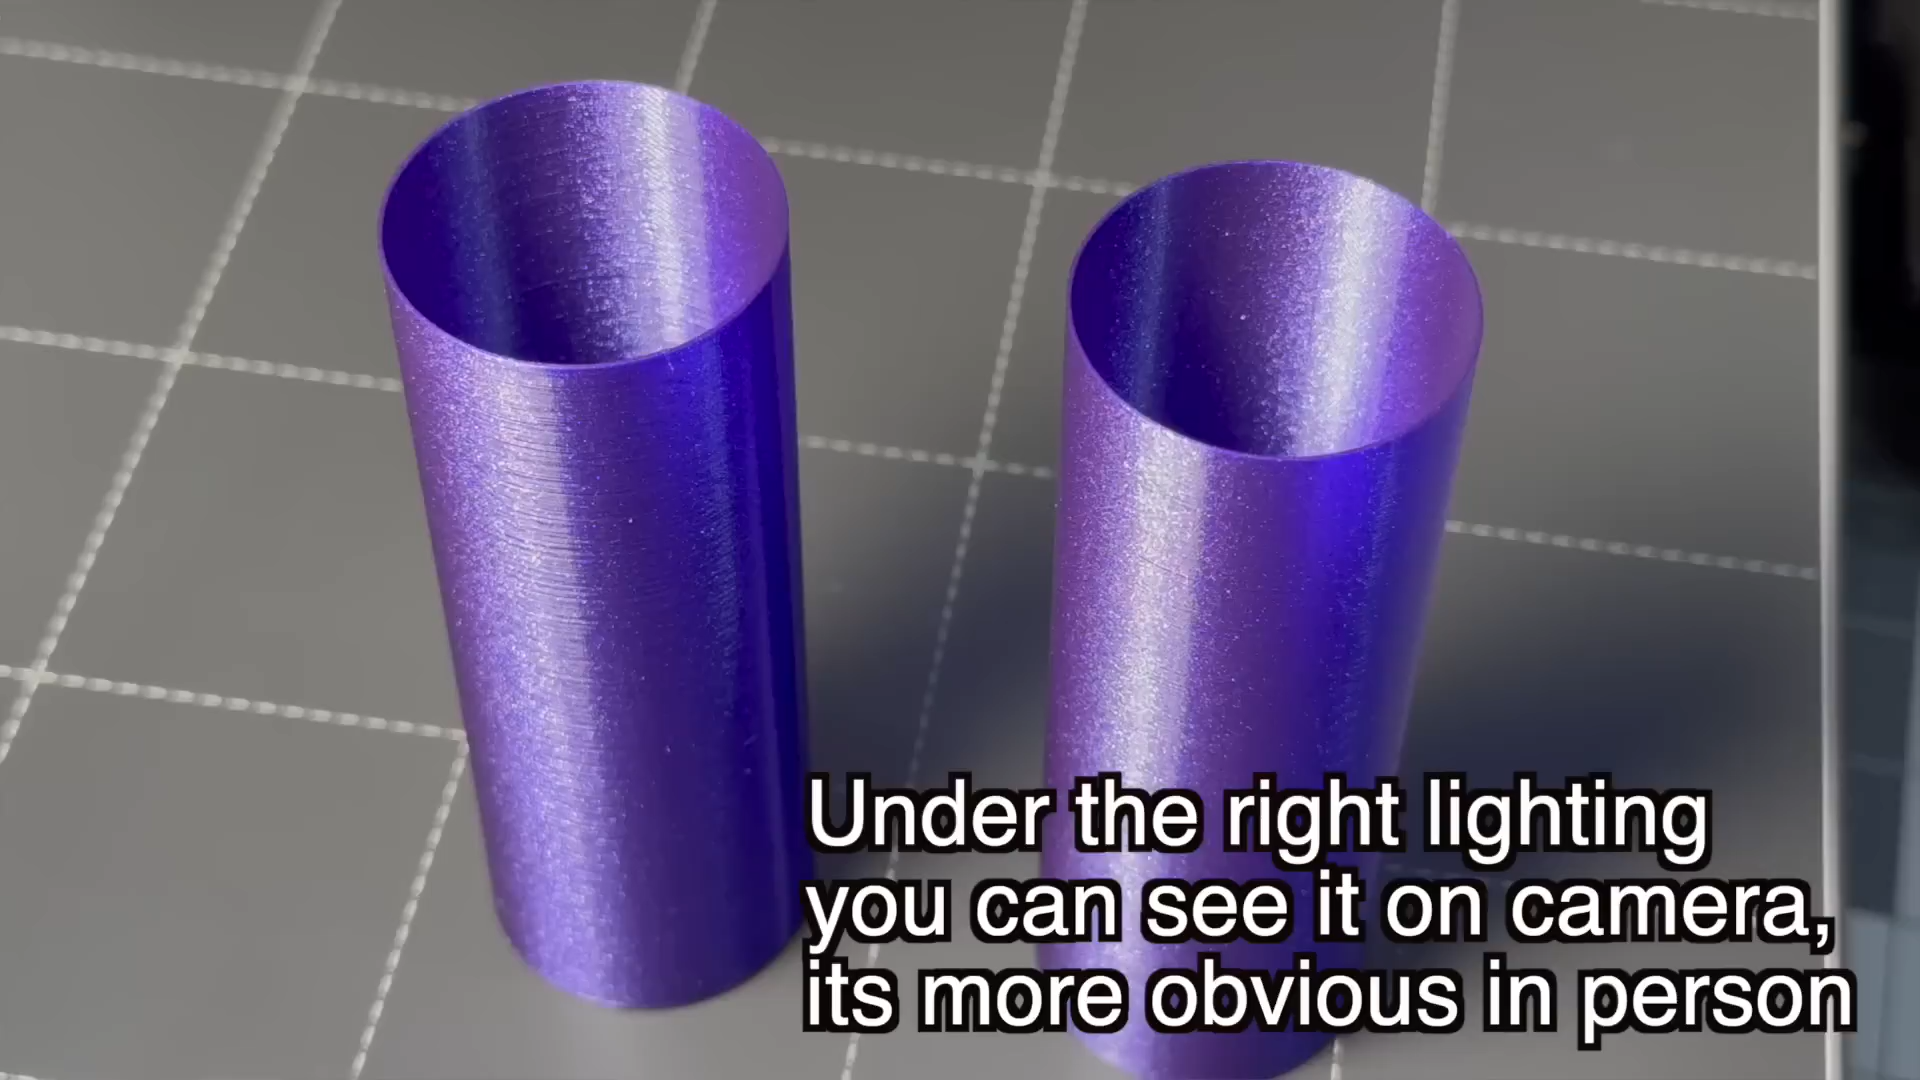 Under the right lighting
you can see it on camera,
its more obvious in person